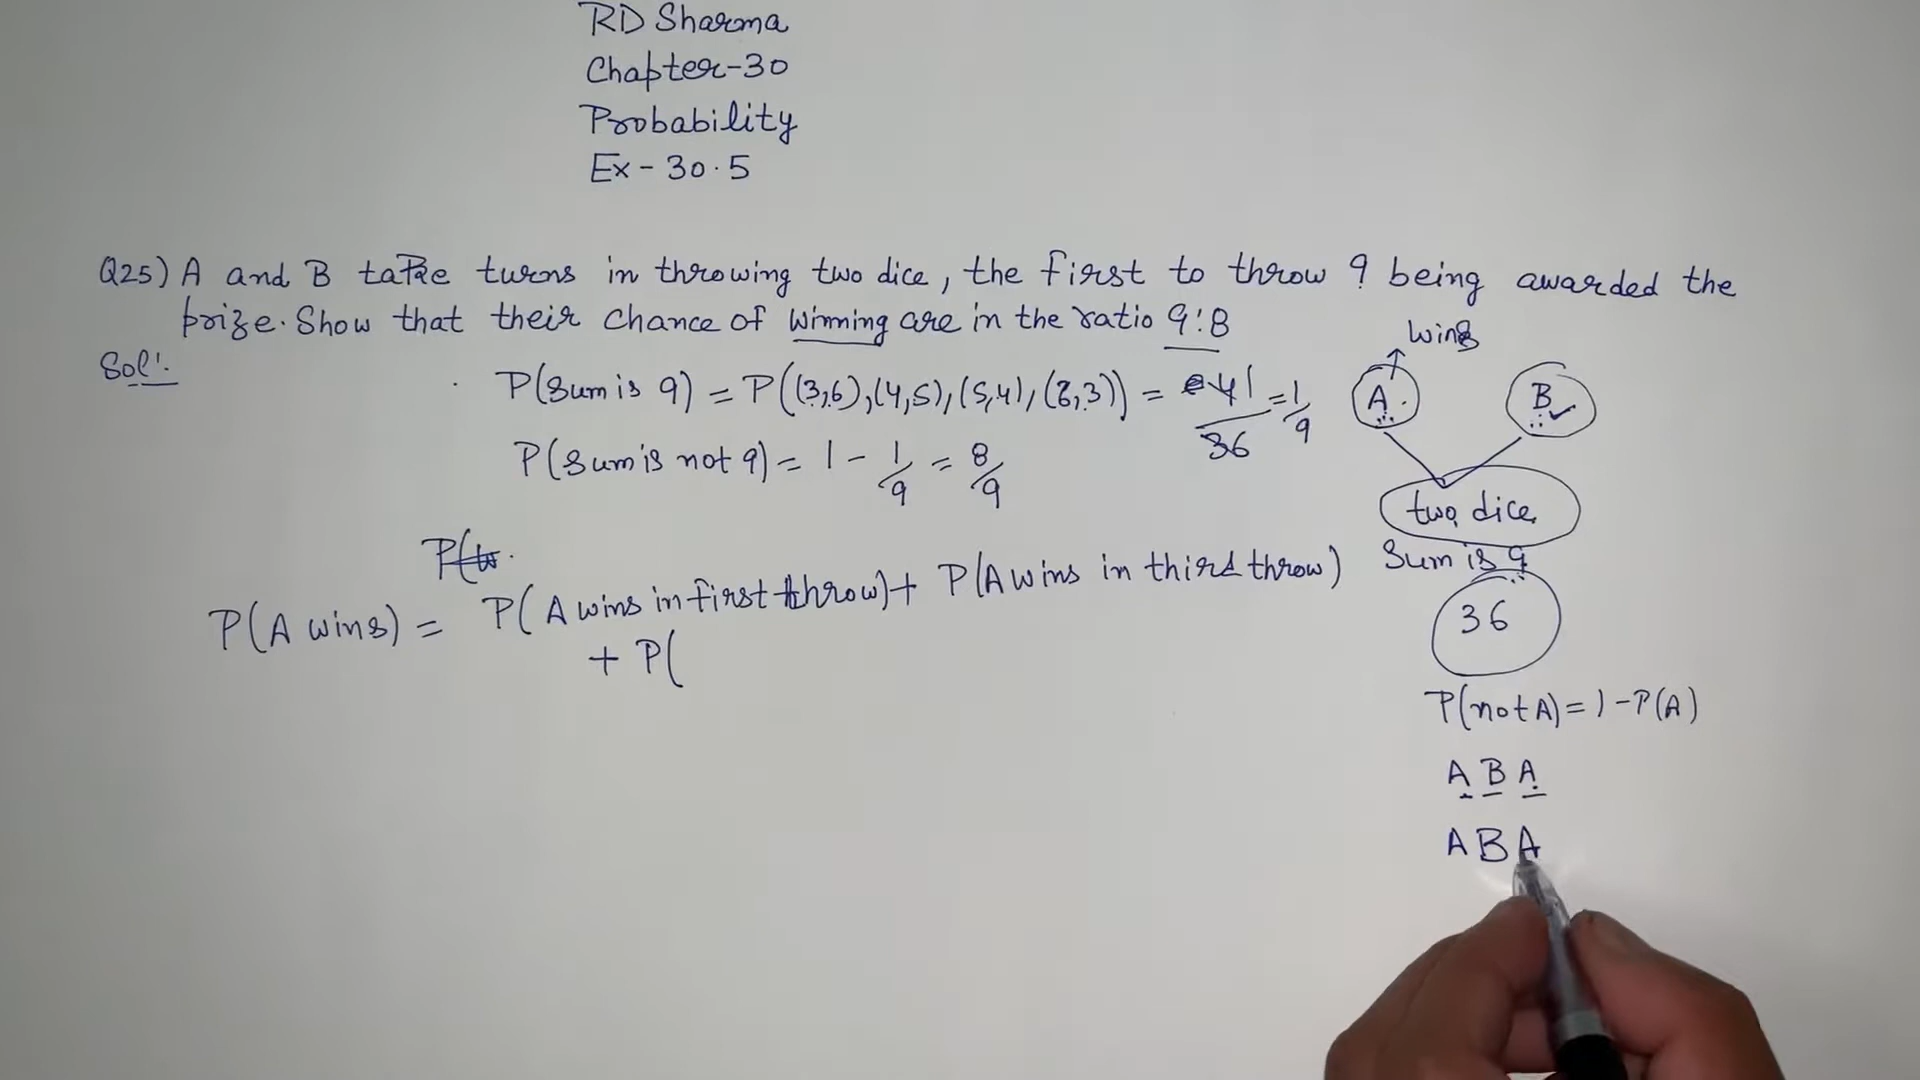 RD Sharma
Chapter-30
Probability
Ex - 30.5
Q25) A and B take turns in throwing two dice, the first to throw 9 being awarded the
prize. Show that their chance of winning are in the ratio 9:8
Sol:
P(sum is 9) = P((3,6),(4,5),(5,4),(6,3)) = 4/36 = 1/9
P(sum is not 9) = 1 - 1/9 = 8/9
P(
P(A wins) = P(A wins in first throw) + P(A wins in third throw)
+ P(
wins
A B
two dice
Sum is 9
36
P(not A) = 1 - P(A)
A B A
A B A